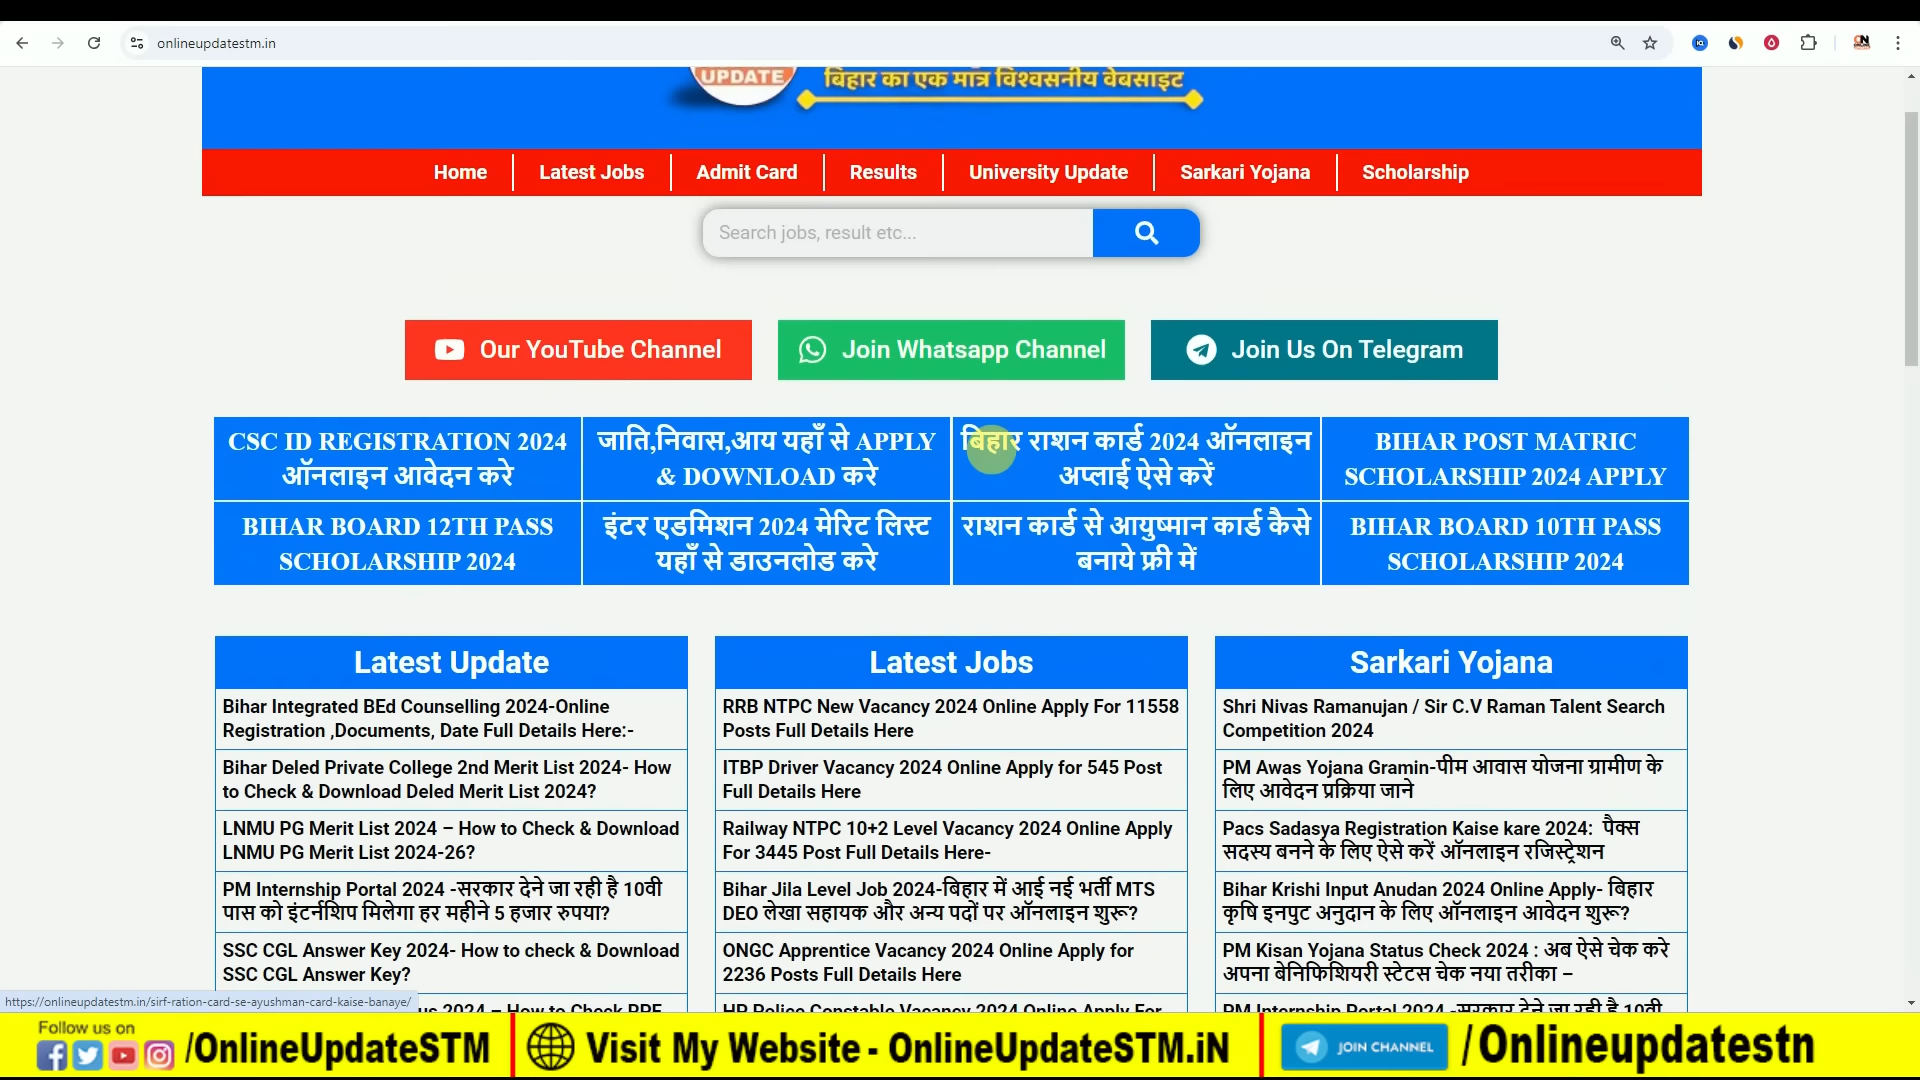 onlineupdatestm.in
UPDATE
बिहार का एक मात्र विश्वसनीय वेबसाइट
Home
Latest Jobs
Admit Card
Results
University Update
Sarkari Yojana
Scholarship
Search jobs, result etc...
Our YouTube Channel
Join Whatsapp Channel
Join Us On Telegram
CSC ID REGISTRATION 2024
ऑनलाइन आवेदन करे
जाति,निवास,आय यहाँ से APPLY
& DOWNLOAD करे
बिहार राशन कार्ड 2024 ऑनलाइन
अप्लाई ऐसे करें
BIHAR POST MATRIC
SCHOLARSHIP 2024 APPLY
BIHAR BOARD 12TH PASS
SCHOLARSHIP 2024
इंटर एडमिशन 2024 मेरिट लिस्ट
यहाँ से डाउनलोड करे
राशन कार्ड से आयुष्मान कार्ड कैसे
बनाये फ्री में
BIHAR BOARD 10TH PASS
SCHOLARSHIP 2024
Latest Update
Bihar Integrated BEd Counselling 2024-Online
Registration ,Documents, Date Full Details Here:-
Bihar Deled Private College 2nd Merit List 2024- How
to Check & Download Deled Merit List 2024?
LNMU PG Merit List 2024 – How to Check & Download
LNMU PG Merit List 2024-26?
PM Internship Portal 2024 -सरकार देने जा रही है 10वी
पास को इंटर्नशिप मिलेगा हर महीने 5 हजार रुपया?
SSC CGL Answer Key 2024- How to check & Download
SSC CGL Answer Key?
Latest Jobs
RRB NTPC New Vacancy 2024 Online Apply For 11558
Posts Full Details Here
ITBP Driver Vacancy 2024 Online Apply for 545 Post
Full Details Here
Railway NTPC 10+2 Level Vacancy 2024 Online Apply
For 3445 Post Full Details Here-
Bihar Jila Level Job 2024-बिहार में आई नई भर्ती MTS
DEO लेखा सहायक और अन्य पदों पर ऑनलाइन शुरू?
ONGC Apprentice Vacancy 2024 Online Apply for
2236 Posts Full Details Here
HP Police Constable Vacancy 2024 Online Apply For
Sarkari Yojana
Shri Nivas Ramanujan / Sir C.V Raman Talent Search
Competition 2024
PM Awas Yojana Gramin-पीम आवास योजना ग्रामीण के
लिए आवेदन प्रक्रिया जाने
Pacs Sadasya Registration Kaise kare 2024: पैक्स
सदस्य बनने के लिए ऐसे करें ऑनलाइन रजिस्ट्रेशन
Bihar Krishi Input Anudan 2024 Online Apply- बिहार
कृषि इनपुट अनुदान के लिए ऑनलाइन आवेदन शुरू?
PM Kisan Yojana Status Check 2024 : अब ऐसे चेक करे
अपना बेनिफिशियरी स्टेटस चेक नया तरीका –
PM Internship Portal 2024 -सरकार देने जा रही है 10वी
https://onlineupdatestm.in/sirf-ration-card-se-ayushman-card-kaise-banaye/
Follow us on
/OnlineUpdateSTM
Visit My Website - OnlineUpdateSTM.iN
JOIN CHANNEL
/Onlineupdatestn